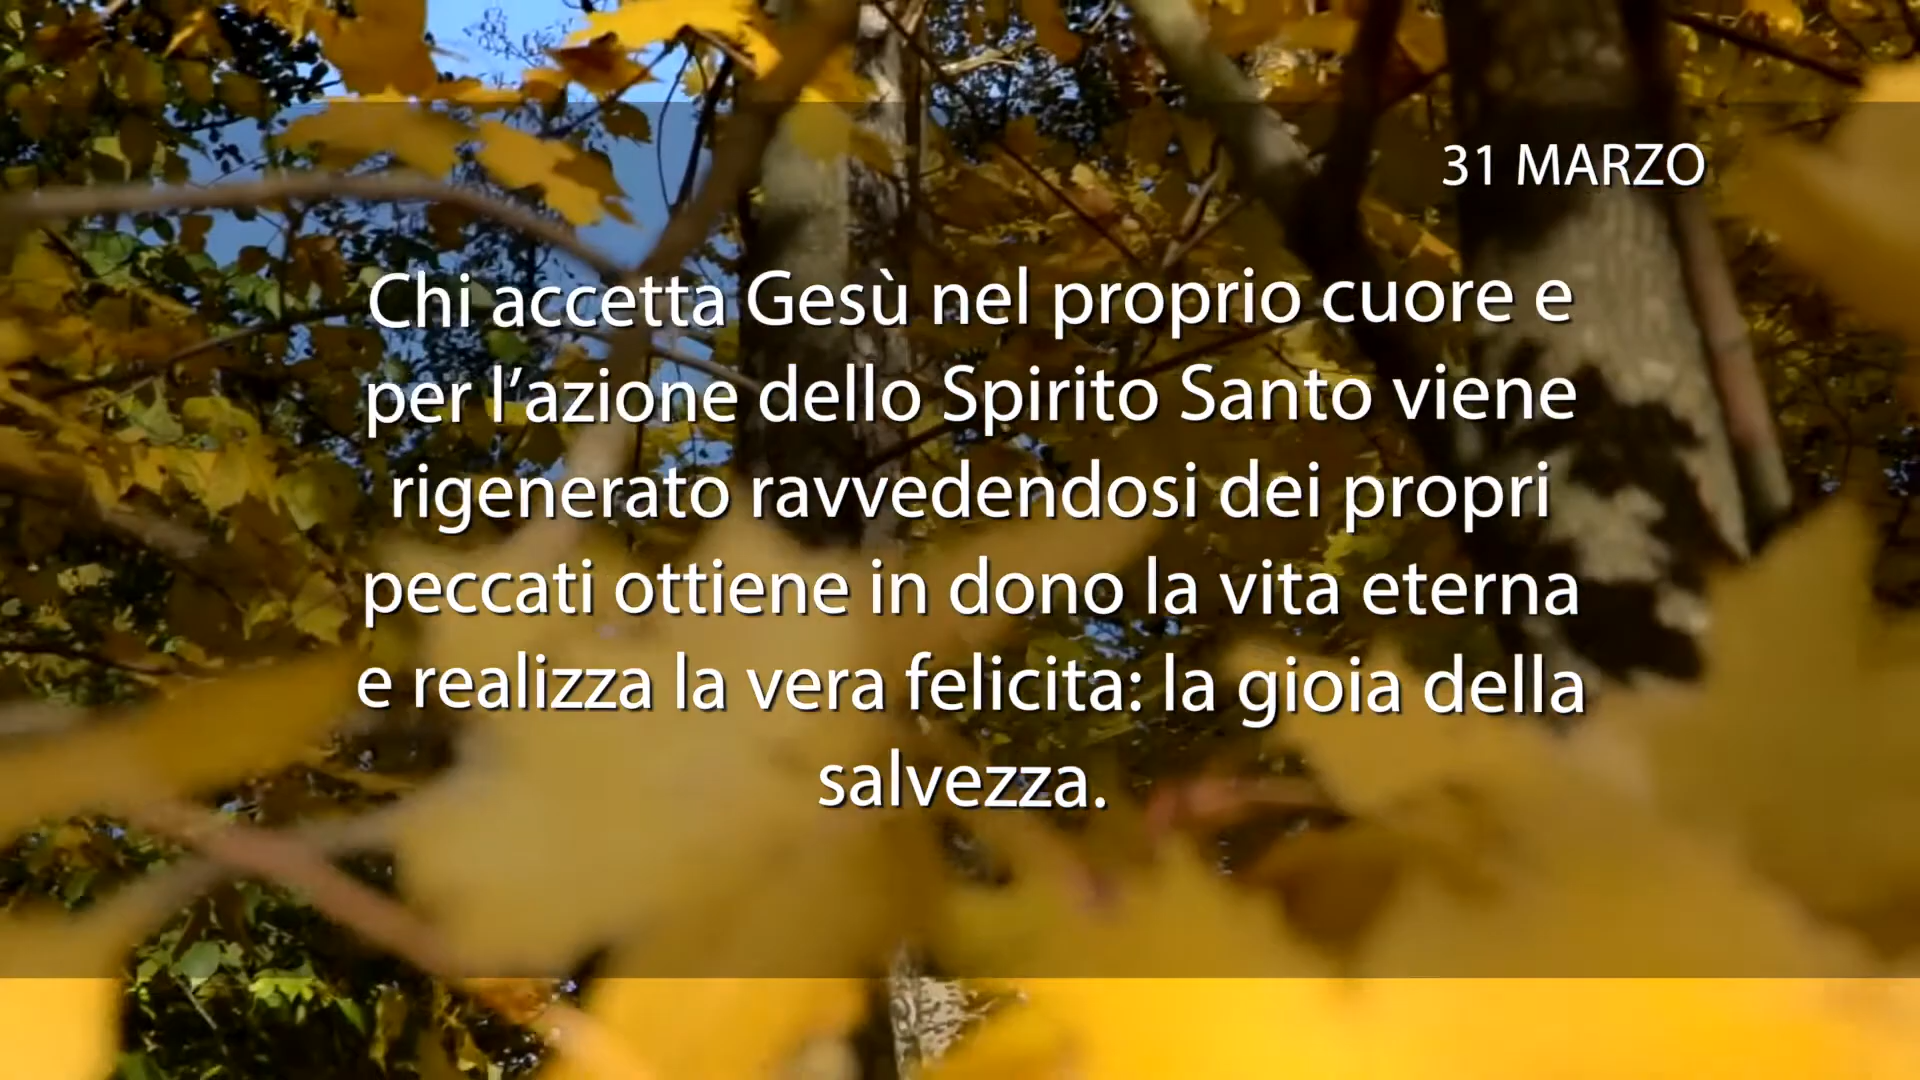 31 MARZO
Chi accetta Gesù nel proprio cuore e
per l’azione dello Spirito Santo viene
rigenerato ravvedendosi dei propri
peccati ottiene in dono la vita eterna
e realizza la vera felicita: la gioia della
salvezza.